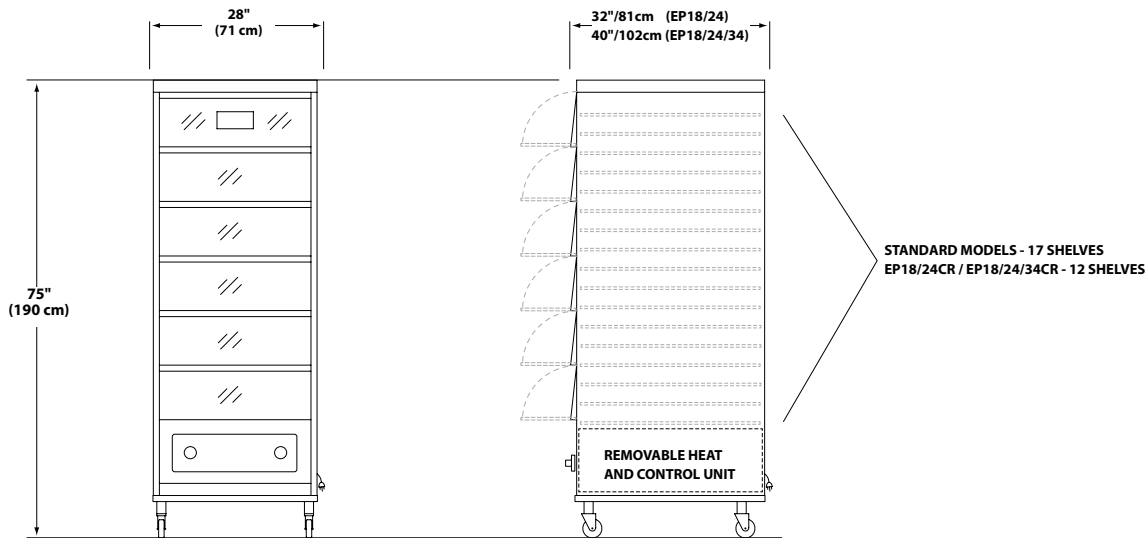 28"
(71 cm)
32"/81cm (EP18/24)
40"/102cm (EP18/24/34)
75"
(190 cm)
STANDARD MODELS - 17 SHELVES
EP18/24CR / EP18/24/34CR - 12 SHELVES
REMOVABLE HEAT
AND CONTROL UNIT